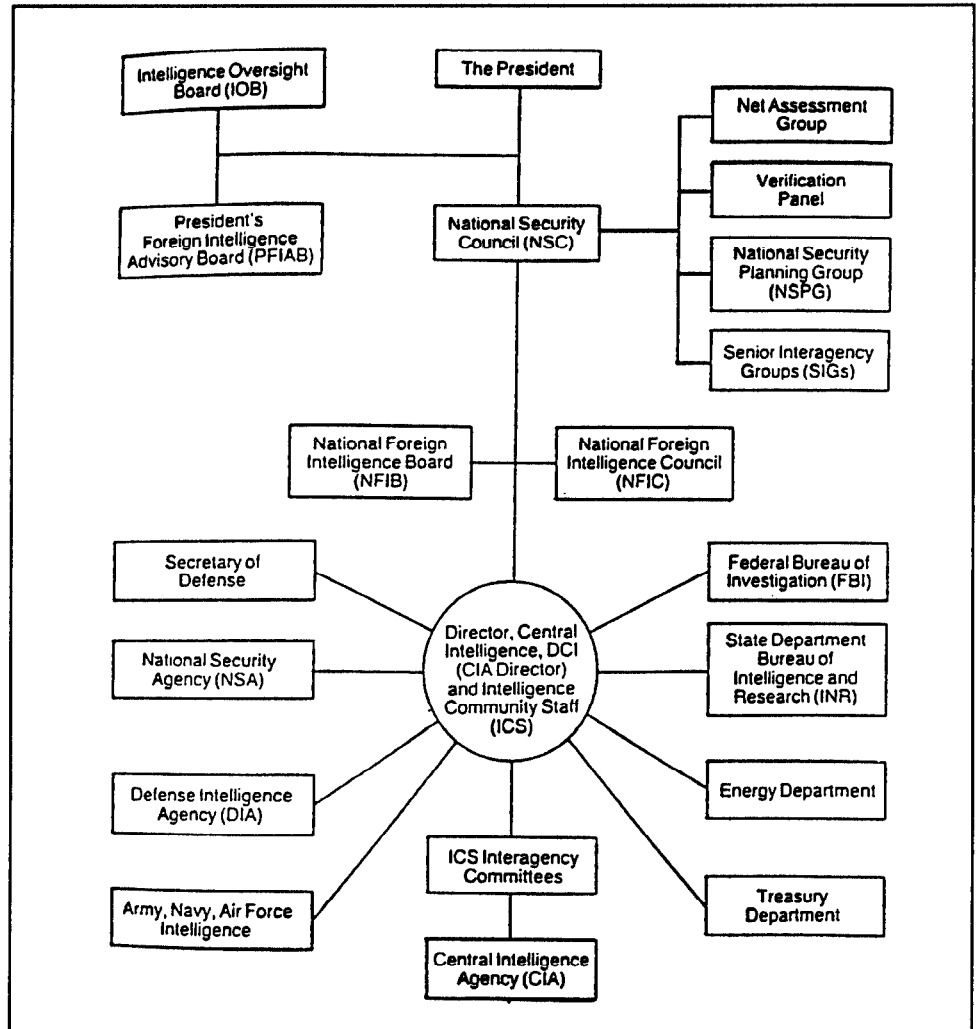 Intelligence Oversight
Board (IOB)
The President
Net Assessment
Group
Verification
Panel
President's
Foreign Intelligence
Advisory Board (PFIAB)
National Security
Council (NSC)
National Security
Planning Group
(NSPG)
Senior Interagency
Groups (SIGs)
National Foreign
Intelligence Board
(NFIB)
National Foreign
Intelligence Council
(NFIC)
Secretary of
Defense
Federal Bureau of
Investigation (FBI)
Director, Central
Intelligence, DCI
(CIA Director)
and Intelligence
Community Staff
(ICS)
National Security
Agency (NSA)
State Department
Bureau of
Intelligence and
Research (INR)
Defense Intelligence
Agency (DIA)
Energy Department
ICS Interagency
Committees
Army, Navy, Air Force
Intelligence
Treasury
Department
Central Intelligence
Agency (CIA)